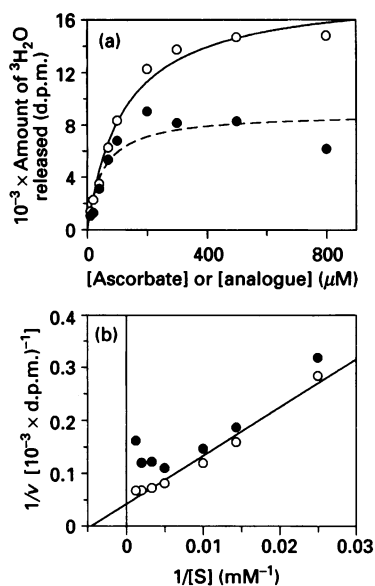 (a)
10⁻³ × Amount of ³H₂O
released (d.p.m.)
16
12
8
4
0
0
400
800
[Ascorbate] or [analogue] (μM)
(b)
1/v [10⁻³ × d.p.m.)⁻¹]
0.4
0.3
0.2
0.1
0
0
0.01
0.02
0.03
1/[S] (mM⁻¹)